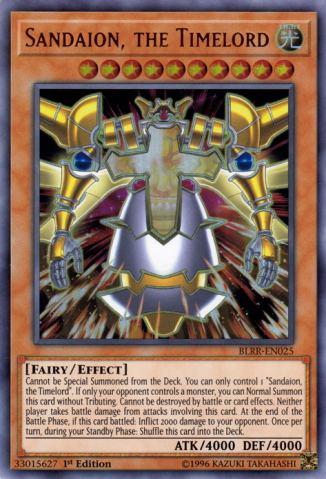 SANDAION, THE TIMELORD
光
BLRR-EN025
[FAIRY/EFFECT]
Cannot be Special Summoned from the Deck. You can only control 1 "Sandaion,
the Timelord". If only your opponent controls a monster, you can Normal Summon
this card without Tributing. Cannot be destroyed by battle or card effects. Neither
player takes battle damage from attacks involving this card. At the end of the
Battle Phase, if this card battled: Inflict 2000 damage to your opponent. Once per
turn, during your Standby Phase: Shuffle this card into the Deck.
ATK/4000 DEF/4000
33015627 1st Edition ©1996 KAZUKI TAKAHASHI